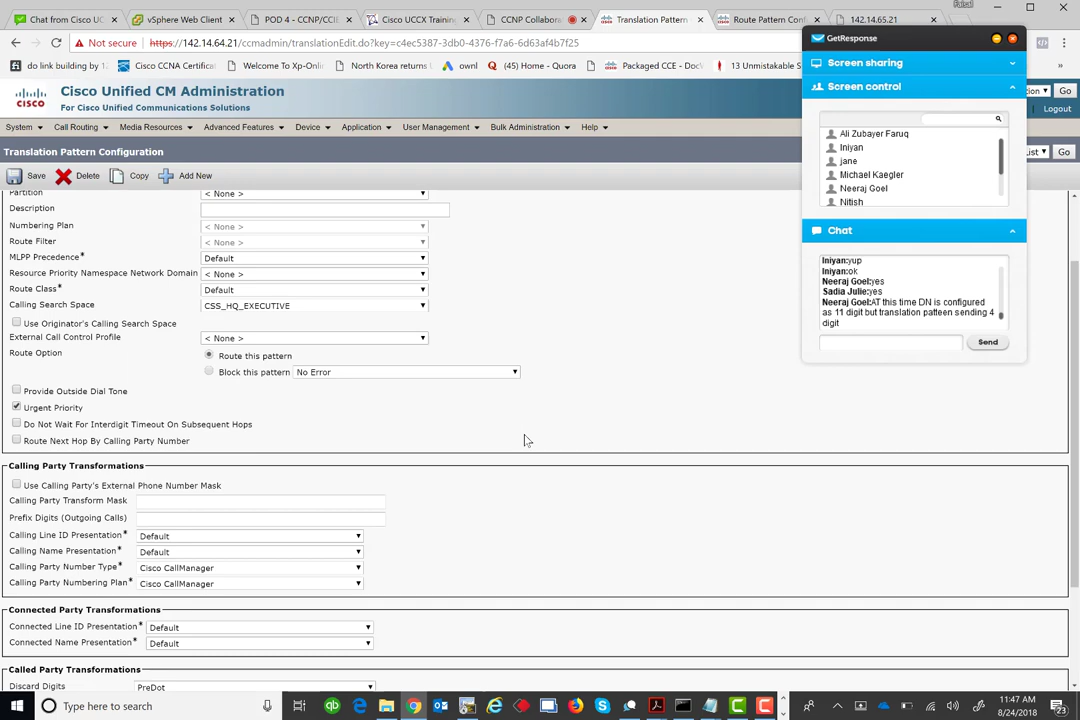 Faisal
Chat from Cisco UC
vSphere Web Client
POD 4 - CCNP/CCIE
Cisco UCCX Training
CCNP Collabora
Translation Pattern
Route Pattern Conf
142.14.65.21
Not secure
https://142.14.64.21/ccmadmin/translationEdit.do?key=c4ec5387-3db0-4376-f7a6-6d63af4b7f25
do link building by 1
Cisco CCNA Certifica
Welcome To Xp-Onl
North Korea returns
ownl
(45) Home - Quora
Packaged CCE - Doc
13 Unmistakable S
cisco
Cisco Unified CM Administration
For Cisco Unified Communications Solutions
Go
Logout
System
Call Routing
Media Resources
Advanced Features
Device
Application
User Management
Bulk Administration
Help
Translation Pattern Configuration
List
Go
Save
Delete
Copy
Add New
Partition
< None >
Description
Numbering Plan
< None >
Route Filter
< None >
MLPP Precedence*
Default
Resource Priority Namespace Network Domain
< None >
Route Class*
Default
Calling Search Space
CSS_HQ_EXECUTIVE
Use Originator's Calling Search Space
External Call Control Profile
< None >
Route Option
Route this pattern
Block this pattern
No Error
Provide Outside Dial Tone
Urgent Priority
Do Not Wait For Interdigit Timeout On Subsequent Hops
Route Next Hop By Calling Party Number
Calling Party Transformations
Use Calling Party's External Phone Number Mask
Calling Party Transform Mask
Prefix Digits (Outgoing Calls)
Calling Line ID Presentation*
Default
Calling Name Presentation*
Default
Calling Party Number Type*
Cisco CallManager
Calling Party Numbering Plan*
Cisco CallManager
Connected Party Transformations
Connected Line ID Presentation*
Default
Connected Name Presentation*
Default
Called Party Transformations
Discard Digits
PreDot
GetResponse
Screen sharing
Screen control
Ali Zubayer Faruq
Iniyan
jane
Michael Kaegler
Neeraj Goel
Nitish
Chat
Iniyan:yup
Iniyan:ok
Neeraj Goel:yes
Sadia Julie:yes
Neeraj Goel:AT this time DN is configured
as 11 digit but translation patteen sending 4
digit
Send
Type here to search
11:47 AM
8/24/2018
23